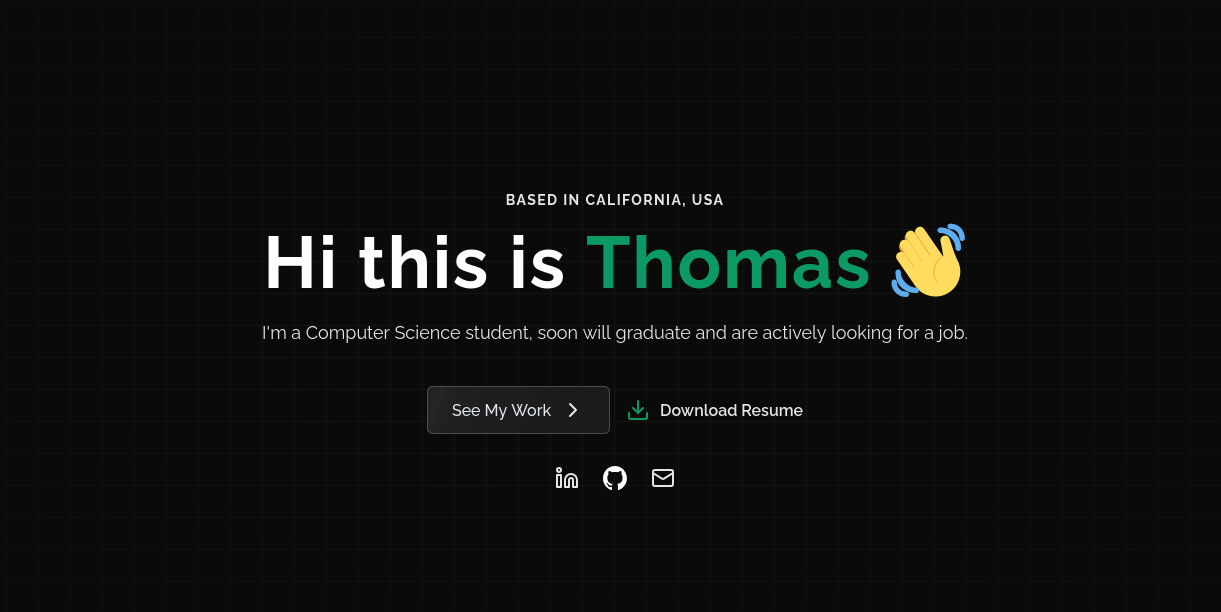 BASED IN CALIFORNIA, USA
Hi this is Thomas 👋
I'm a Computer Science student, soon will graduate and are actively looking for a job.
See My Work
Download Resume